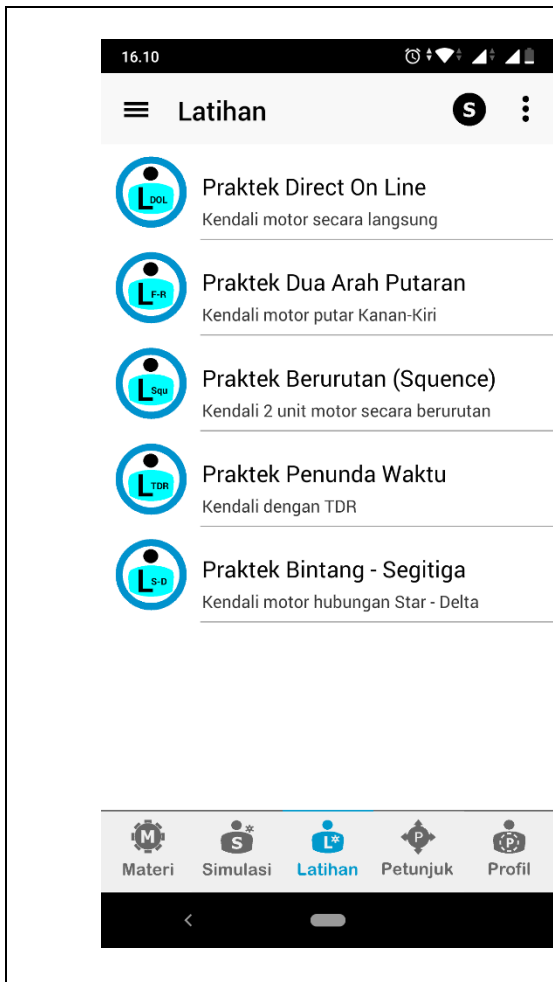 16.10
Latihan S
L DOL
Praktek Direct On Line
Kendali motor secara langsung
L F-R
Praktek Dua Arah Putaran
Kendali motor putar Kanan-Kiri
L Squ
Praktek Berurutan (Squence)
Kendali 2 unit motor secara berurutan
L TDR
Praktek Penunda Waktu
Kendali dengan TDR
L S-D
Praktek Bintang - Segitiga
Kendali motor hubungan Star - Delta
M S L P P
Materi Simulasi Latihan Petunjuk Profil